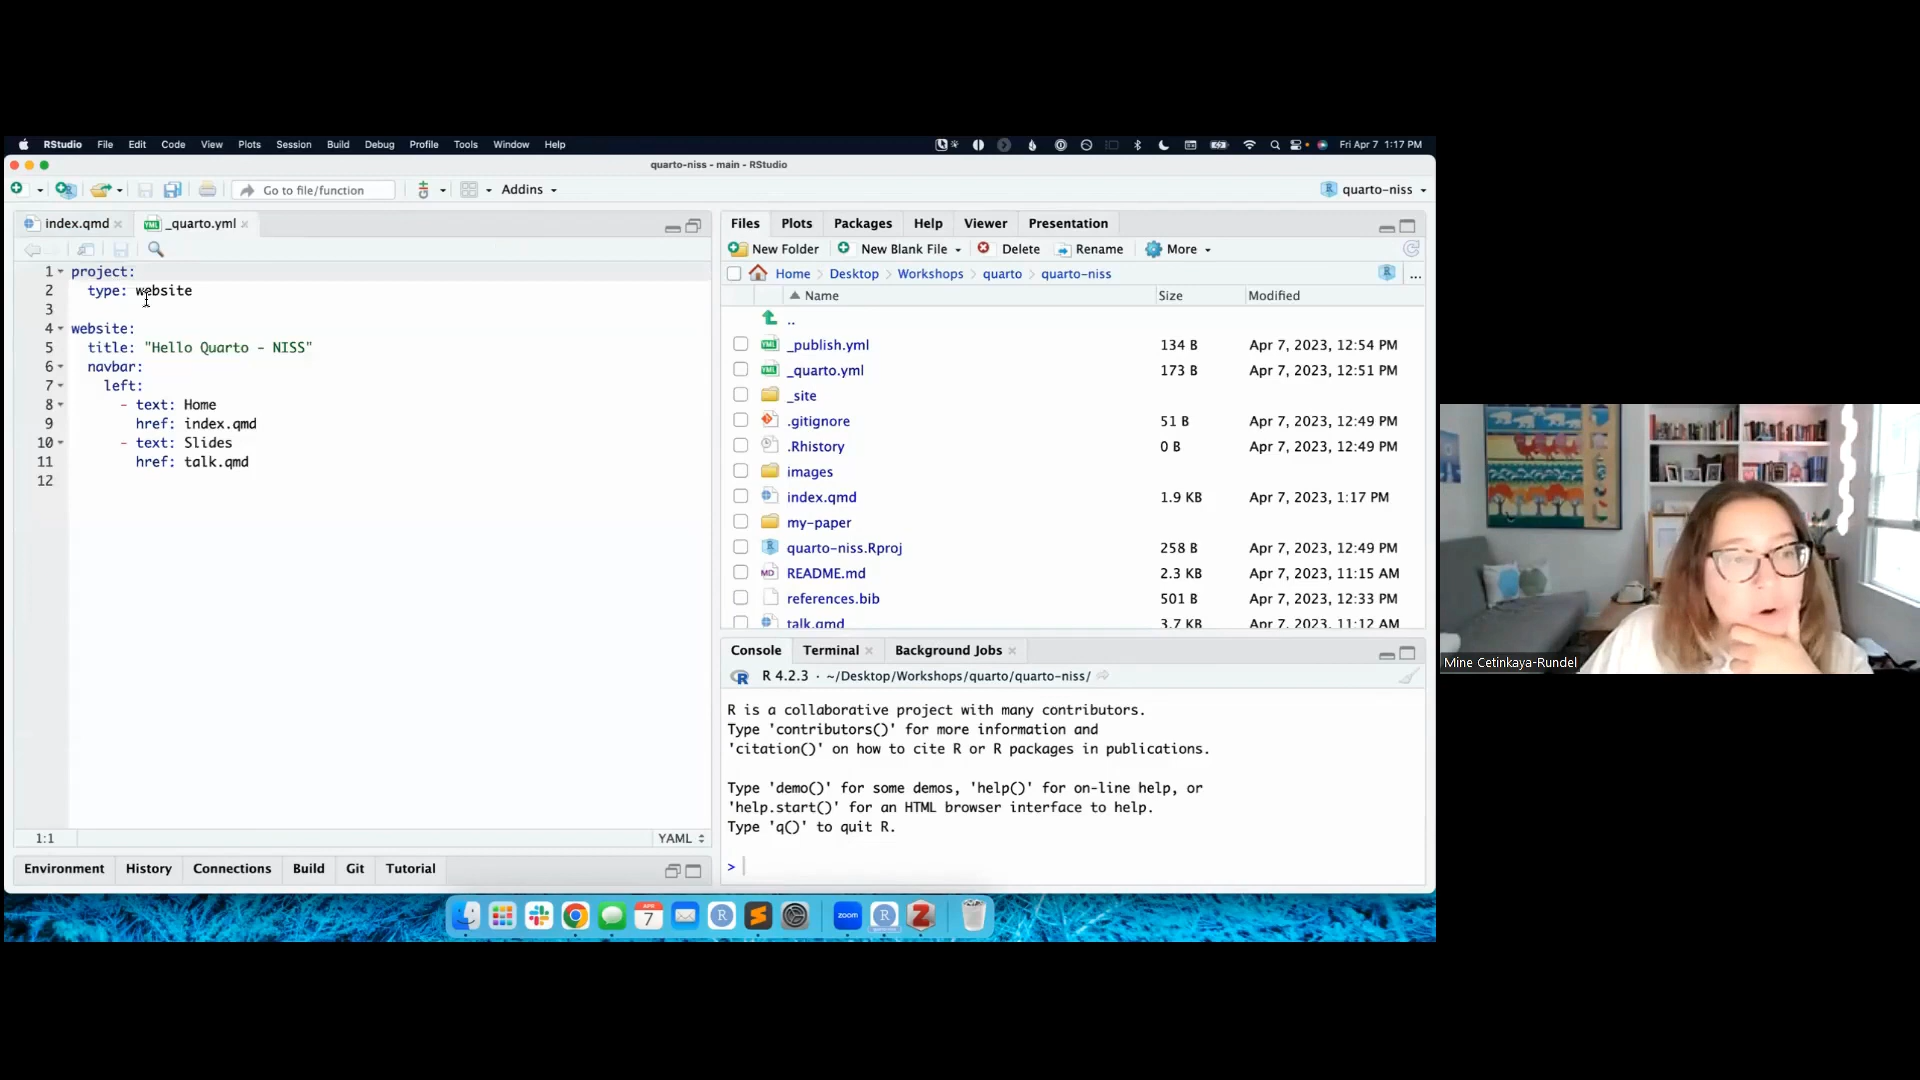 RStudio File Edit Code View Plots Session Build Debug Profile Tools Window Help Fri Apr 7 1:17 PM
quarto-niss - main - RStudio
Go to file/function Addins quarto-niss
index.qmd _quarto.yml
1 project:
2 type: website
3
4 website:
5 title: "Hello Quarto - NISS"
6 navbar:
7 left:
8 - text: Home
9 href: index.qmd
10 - text: Slides
11 href: talk.qmd
12
1:1 YAML
Environment History Connections Build Git Tutorial
Files Plots Packages Help Viewer Presentation
New Folder New Blank File Delete Rename More
Home Desktop Workshops quarto quarto-niss ...
Name Size Modified
..
_publish.yml 134 B Apr 7, 2023, 12:54 PM
_quarto.yml 173 B Apr 7, 2023, 12:51 PM
_site
.gitignore 51 B Apr 7, 2023, 12:49 PM
.Rhistory 0 B Apr 7, 2023, 12:49 PM
images
index.qmd 1.9 KB Apr 7, 2023, 1:17 PM
my-paper
quarto-niss.Rproj 258 B Apr 7, 2023, 12:49 PM
README.md 2.3 KB Apr 7, 2023, 11:15 AM
references.bib 501 B Apr 7, 2023, 12:33 PM
talk.qmd 3.7 KB Apr 7, 2023, 11:12 AM
Console Terminal Background Jobs
R 4.2.3 · ~/Desktop/Workshops/quarto/quarto-niss/
R is a collaborative project with many contributors.
Type 'contributors()' for more information and
'citation()' on how to cite R or R packages in publications.
Type 'demo()' for some demos, 'help()' for on-line help, or
'help.start()' for an HTML browser interface to help.
Type 'q()' to quit R.
>
APR
7
zoom
Mine Cetinkaya-Rundel